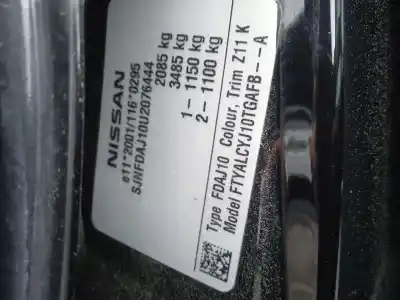 NISSAN
e11*2001/116*0295
SJNFDAJ10U2076444
2085 kg
3485 kg
1-- 1150 kg
2-- 1100 kg
Type FDAJ10 Colour, Trim Z11 K
Model FTYALCYJ10TGAFB---A